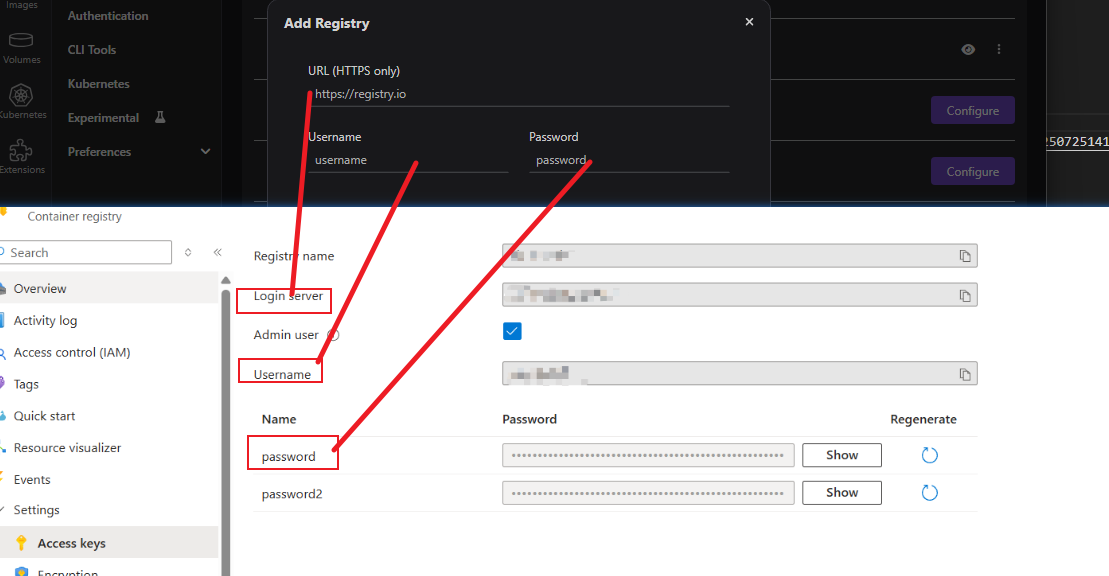 Images
Authentication
Add Registry
CLI Tools
Volumes
URL (HTTPS only)
Kubernetes
https://registry.io
Kubernetes
Experimental
Configure
Username
Password
250725141
Preferences
username
password
Extensions
Configure
Container registry
Search
Registry name
Overview
Login server
Activity log
Admin user
Access control (IAM)
Username
Tags
Quick start
Name
Password
Regenerate
Resource visualizer
password
Show
Events
password2
Show
Settings
Access keys
Encryption